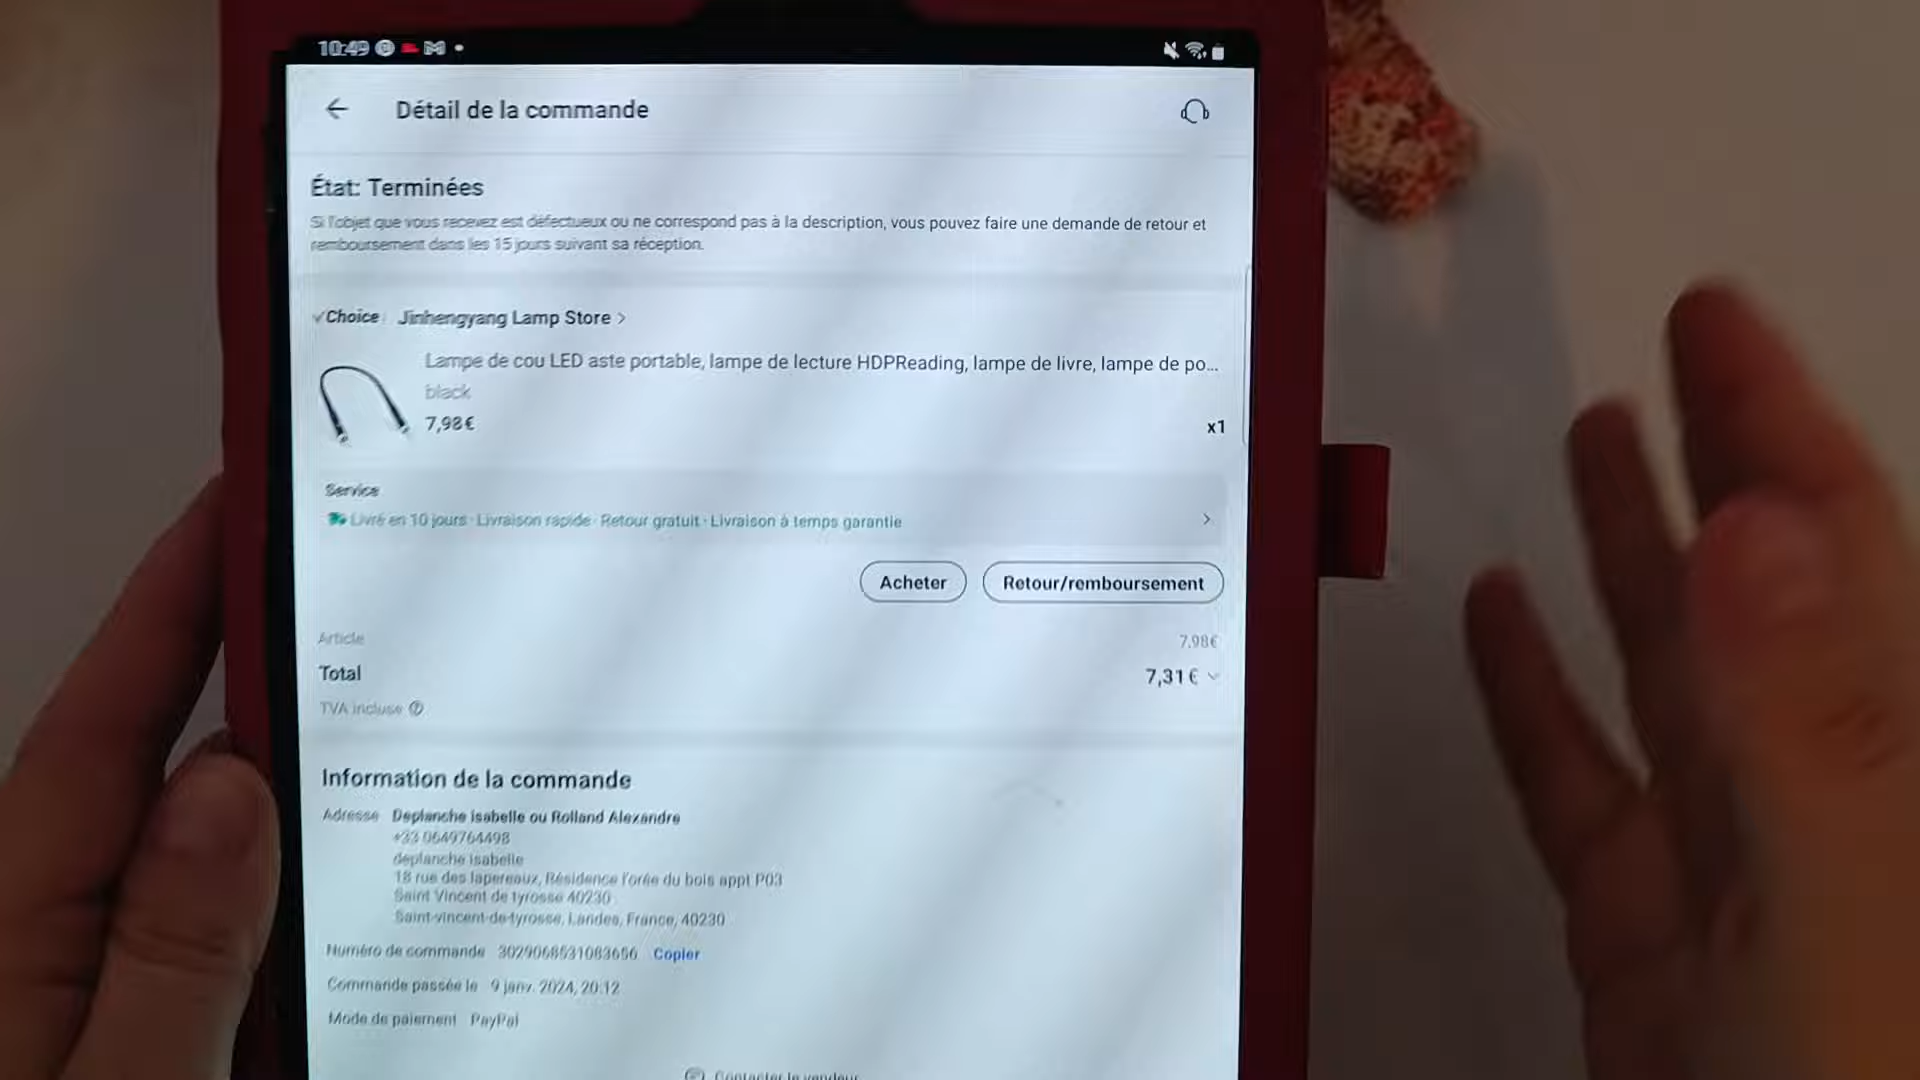 10:49
Détail de la commande
État: Terminées
Si l'objet que vous recevez est défectueux ou ne correspond pas à la description, vous pouvez faire une demande de retour et
remboursement dans les 15 jours suivant sa réception.
Choice Jinhengyang Lamp Store >
Lampe de cou LED aste portable, lampe de lecture HDPReading, lampe de livre, lampe de po...
black
7,98€
x1
Service
Livré en 10 jours · Livraison rapide · Retour gratuit · Livraison à temps garantie
Acheter
Retour/remboursement
Article 7,98€
Total 7,31€
TVA incluse
Information de la commande
Adresse Deplanche isabelle ou Rolland Alexandre
+33 0649764498
deplanche isabelle
18 rue des lapereaux, Résidence l'orée du bois appt P03
Saint Vincent de tyrosse 40230
Saint-vincent-de-tyrosse, Landes, France, 40230
Numéro de commande 3029068531083656 Copier
Commande passée le 9 janv. 2024, 20:12
Mode de paiement PayPal
Contacter le vendeur